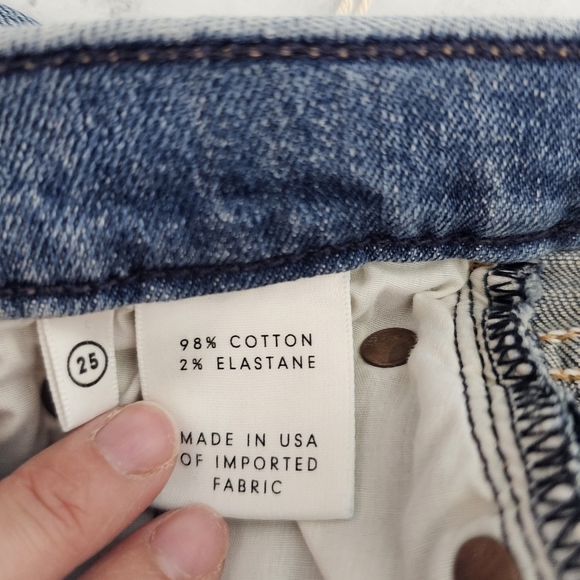 25
98% COTTON
2% ELASTANE
MADE IN USA
OF IMPORTED
FABRIC